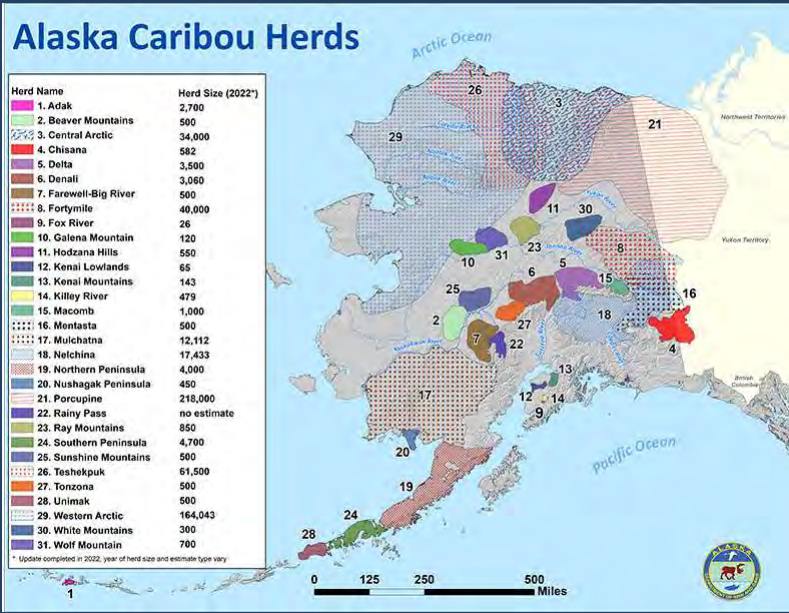 Alaska Caribou Herds
Arctic Ocean
Herd Name Herd Size (2022*)
1. Adak 2,700
2. Beaver Mountains 500
3. Central Arctic 34,000
4. Chisana 582
5. Delta 3,500
6. Denali 3,060
7. Farewell-Big River 500
8. Fortymile 40,000
9. Fox River 26
10. Galena Mountain 120
11. Hodzana Hills 550
12. Kenai Lowlands 65
13. Kenai Mountains 143
14. Killey River 479
15. Macomb 1,000
16. Mentasta 500
17. Mulchatna 12,112
18. Nelchina 17,433
19. Northern Peninsula 4,000
20. Nushagak Peninsula 450
21. Porcupine 218,000
22. Rainy Pass no estimate
23. Ray Mountains 850
24. Southern Peninsula 4,700
25. Sunshine Mountains 500
26. Teshekpuk 61,500
27. Tonzona 500
28. Unimak 500
29. Western Arctic 164,043
30. White Mountains 300
31. Wolf Mountain 700
* Update completed in 2022, year of herd size and estimate type vary
26
3
29
21
Northwest Territories
Yukon River
11
30
23
31
10
8
Tanana River
Yukon Territory
6
5
15
25
16
2
27
18
7
22
4
Kuskokwim River
13
British
Columbia
17
12
14
9
20
Pacific Ocean
19
24
28
1
0 125 250 500
Miles
ALASKA